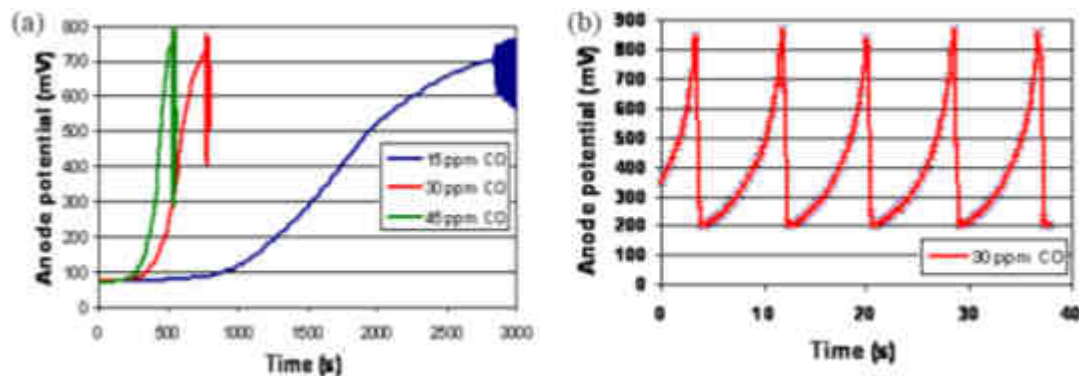 (a)
Anode potential (mV)
800
700
600
500
400
300
200
100
0
15 ppm CO
30 ppm CO
45 ppm CO
0 500 1000 1500 2000 2500 3000
Time (s)
(b)
Anode potential (mV)
900
800
700
600
500
400
300
200
100
0
30 ppm CO
0 10 20 30 40
Time (s)